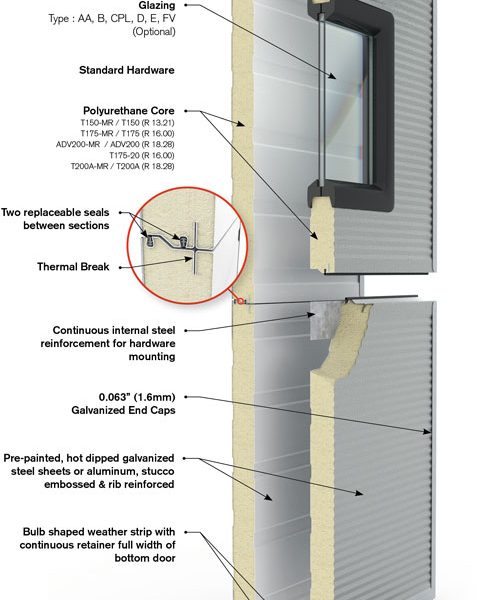 Glazing
Type : AA, B, CPL, D, E, FV
(Optional)
Standard Hardware
Polyurethane Core
T150-MR / T150 (R 13.21)
T175-MR / T175 (R 16.00)
ADV200-MR / ADV200 (R 18.28)
T175-20 (R 16.00)
T200A-MR / T200A (R 18.28)
Two replaceable seals
between sections
Thermal Break
Continuous internal steel
reinforcement for hardware
mounting
0.063” (1.6mm)
Galvanized End Caps
Pre-painted, hot dipped galvanized
steel sheets or aluminum, stucco
embossed & rib reinforced
Bulb shaped weather strip with
continuous retainer full width of
bottom door